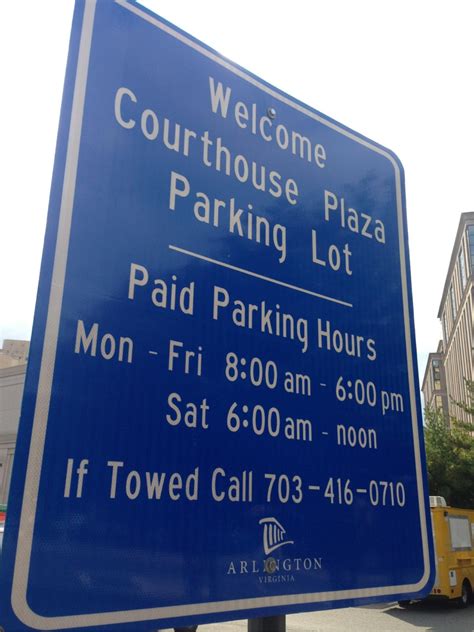 Welcome
Courthouse Plaza
Parking Lot
Paid Parking Hours
Mon - Fri 8:00 am - 6:00 pm
Sat 6:00 am - noon
If Towed Call 703-416-0710
ARLINGTON
VIRGINIA